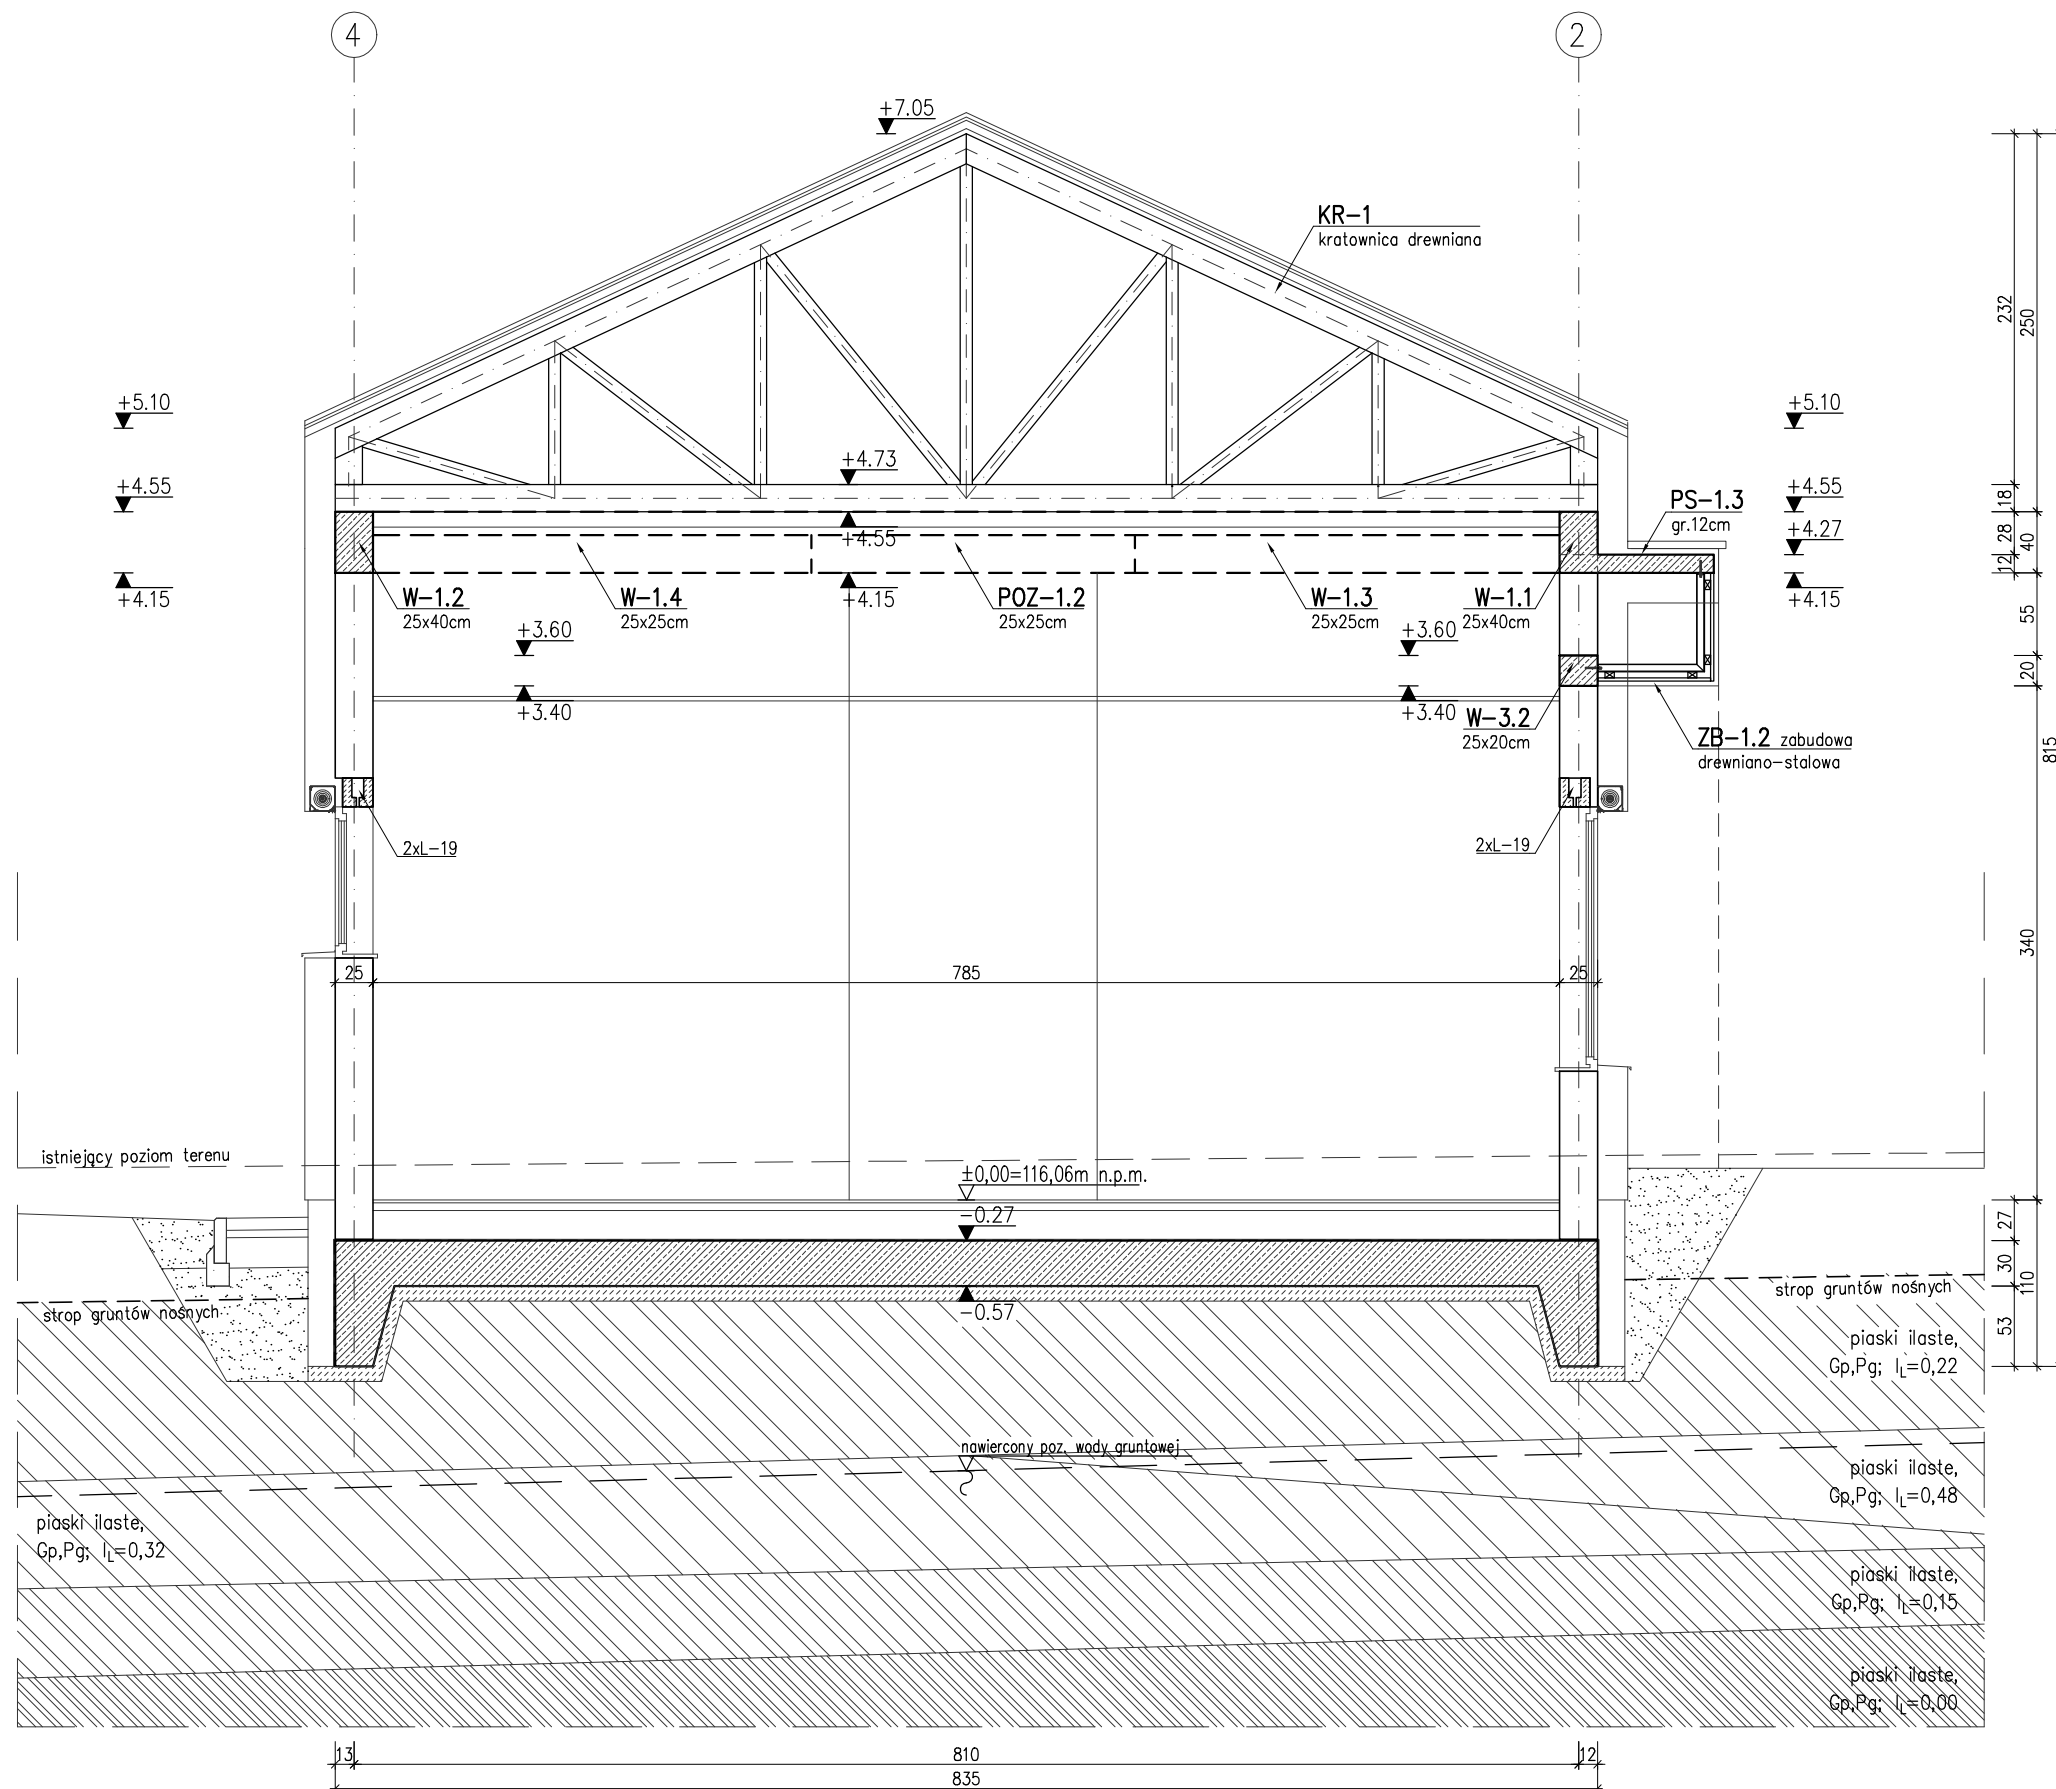 4
2
+7.05
KR-1
kratownica drewniana
232
250
+5.10
+5.10
+4.73
+4.55
+4.55
+4.55
PS-1.3
gr.12cm
+4.27
18
28
40
12
+4.15
+4.15
+4.15
W-1.2
25x40cm
W-1.4
25x25cm
POZ-1.2
25x25cm
W-1.3
25x25cm
W-1.1
25x40cm
55
+3.60
+3.60
20
+3.40
+3.40
W-3.2
25x20cm
ZB-1.2 zabudowa
drewniano-stalowa
815
2xL-19
2xL-19
340
25
785
25
istniejący poziom terenu
±0,00=116,06m n.p.m.
-0.27
27
30
110
53
strop gruntów nośnych
-0.57
strop gruntów nośnych
piaski ilaste,
Gp,Pg; IL=0,22
nawiercony poz. wody gruntowej
piaski ilaste,
Gp,Pg; IL=0,48
piaski ilaste,
Gp,Pg; IL=0,32
piaski ilaste,
Gp,Pg; IL=0,15
piaski ilaste,
Gp,Pg; IL=0,00
13
810
12
835